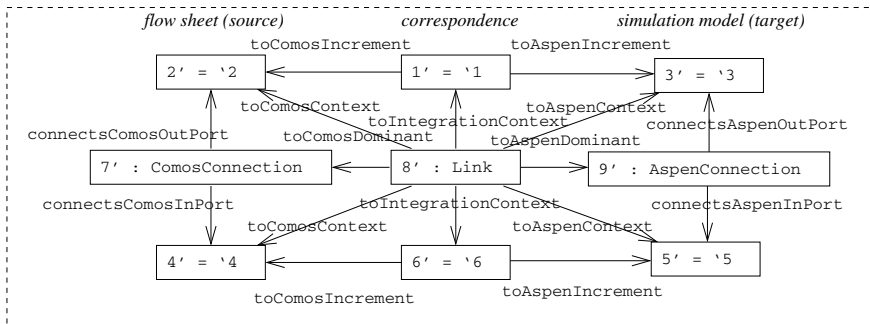 flow sheet (source) correspondence simulation model (target)
toComosIncrement toAspenIncrement
2' = ‘2 1' = ‘1 3' = ‘3
toComosContext toIntegrationContext toAspenContext
connectsComosOutPort toComosDominant toAspenDominant connectsAspenOutPort
7' : ComosConnection 8' : Link 9' : AspenConnection
connectsComosInPort toIntegrationContext connectsAspenInPort
toComosContext toAspenContext
4' = ‘4 6' = ‘6 5' = ‘5
toComosIncrement toAspenIncrement